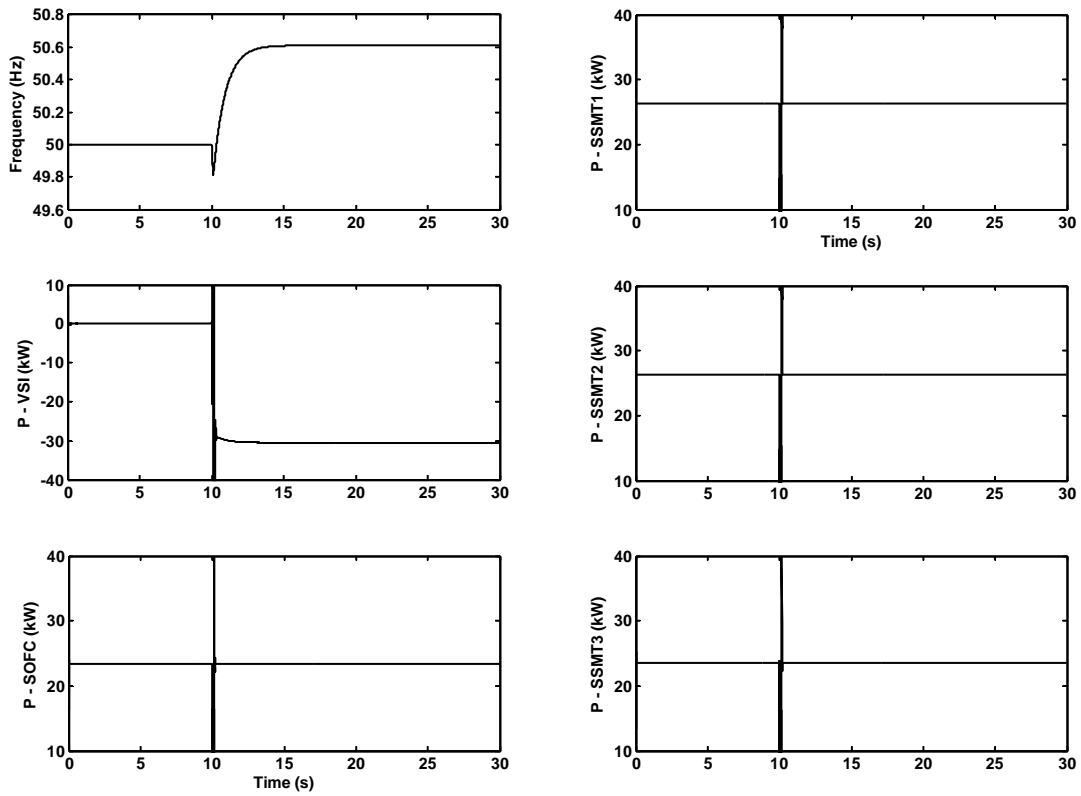 50.8
50.6
50.4
50.2
50
49.8
49.6
0 5 10 15 20 25 30
Frequency (Hz)
40
30
20
10
0 5 10 15 20 25 30
P - SSMT1 (kW)
Time (s)
10
0
-10
-20
-30
-40
0 5 10 15 20 25 30
P - VSI (kW)
40
30
20
10
0 5 10 15 20 25 30
P - SSMT2 (kW)
40
30
20
10
0 5 10 15 20 25 30
P - SOFC (kW)
Time (s)
40
30
20
10
0 5 10 15 20 25 30
P - SSMT3 (kW)